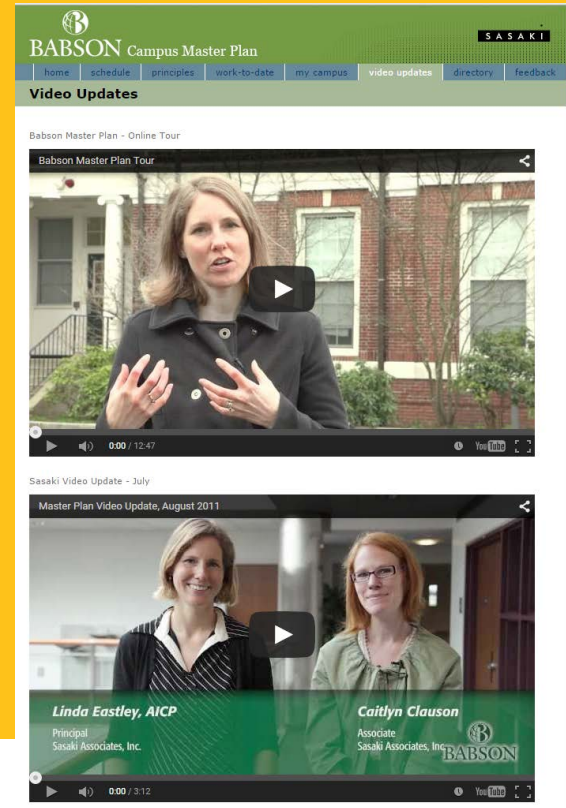 BABSON Campus Master Plan
SASAKI
home schedule principles work-to-date my campus video updates directory feedback
Video Updates
Babson Master Plan - Online Tour
Babson Master Plan Tour
0:00 / 12:47
YouTube
Sasaki Video Update - July
Master Plan Video Update, August 2011
Linda Eastley, AICP
Principal
Sasaki Associates, Inc.
Caitlyn Clauson
Associate
Sasaki Associates, Inc.
BABSON
0:00 / 3:12
YouTube